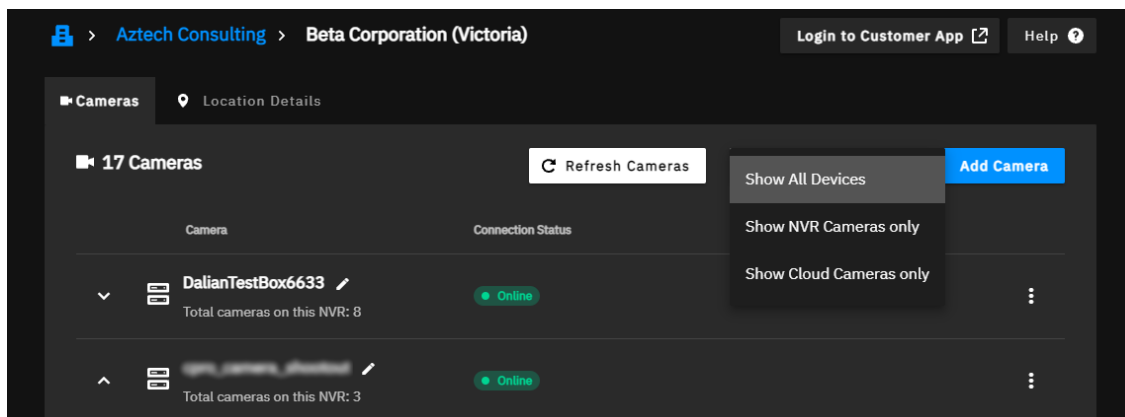 Aztech Consulting > Beta Corporation (Victoria)
Login to Customer App
Help ?
Cameras
Location Details
17 Cameras
Refresh Cameras
Show All Devices
Add Camera
Camera
Connection Status
Show NVR Cameras only
Show Cloud Cameras only
DalianTestBox6633
Total cameras on this NVR: 8
Online
Total cameras on this NVR: 3
Online